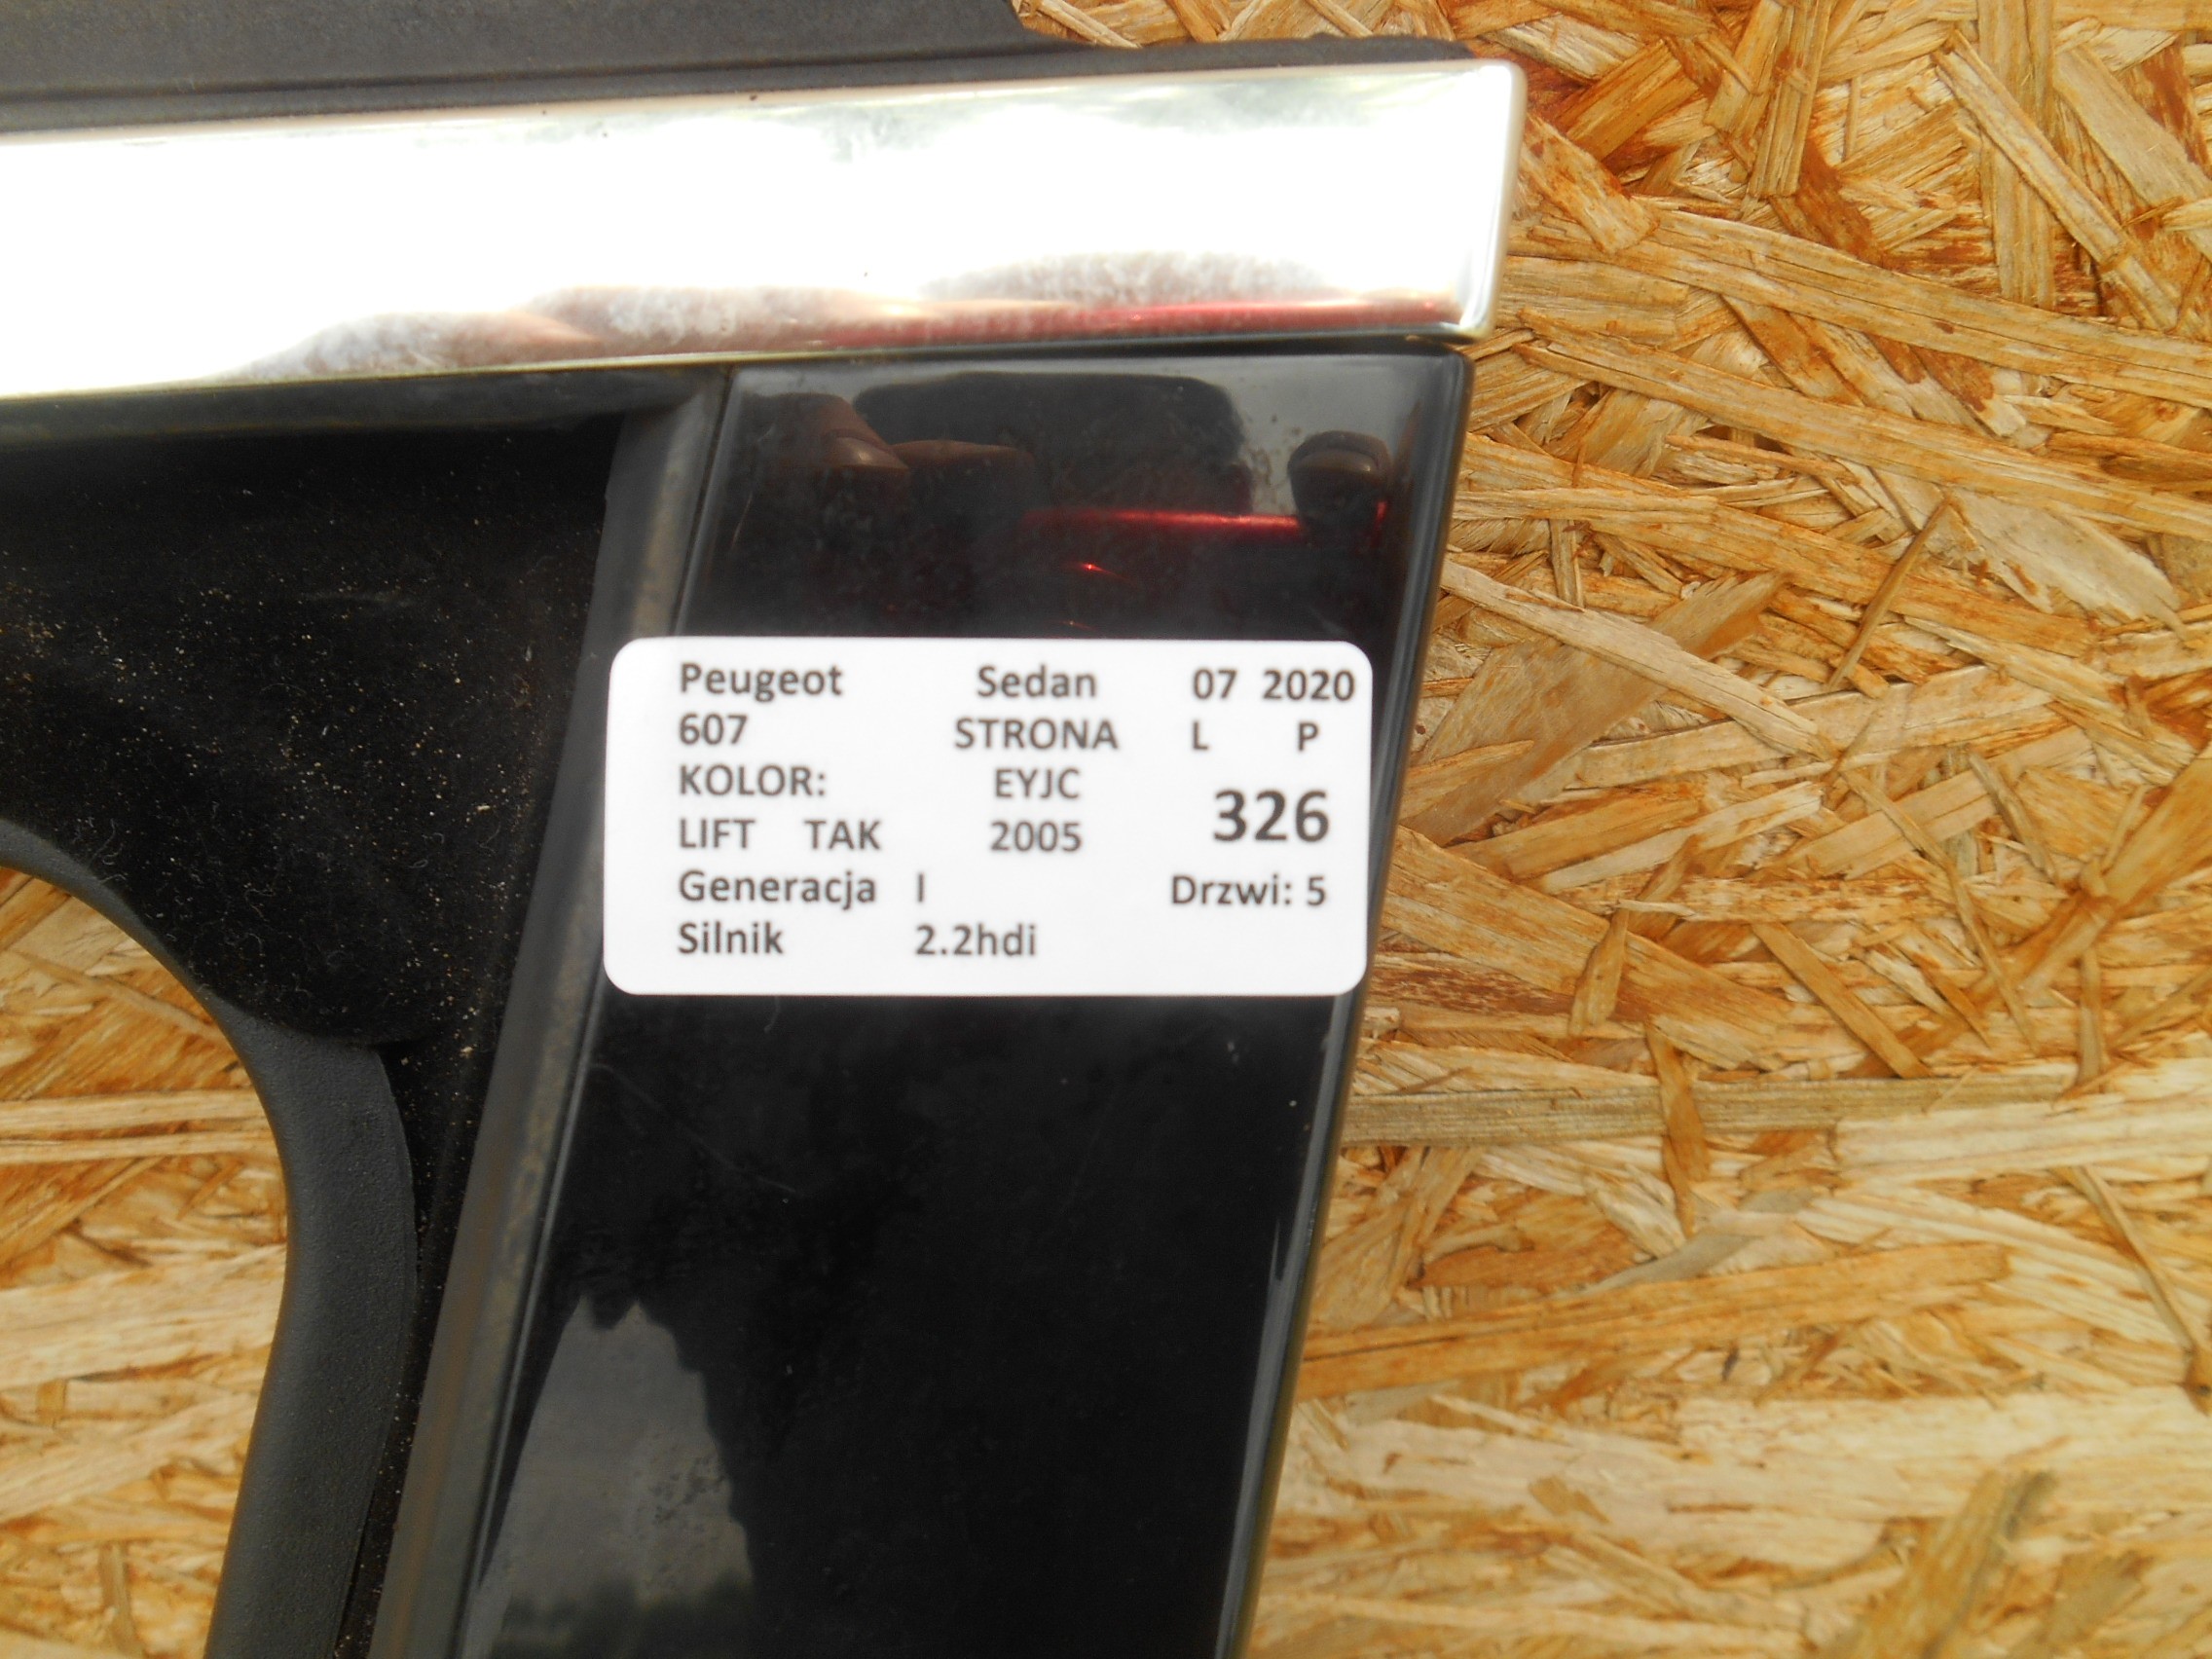 Peugeot Sedan 07 2020
607 STRONA L P
KOLOR: EYJC
326
LIFT TAK 2005
Generacja I Drzwi: 5
Silnik 2.2hdi